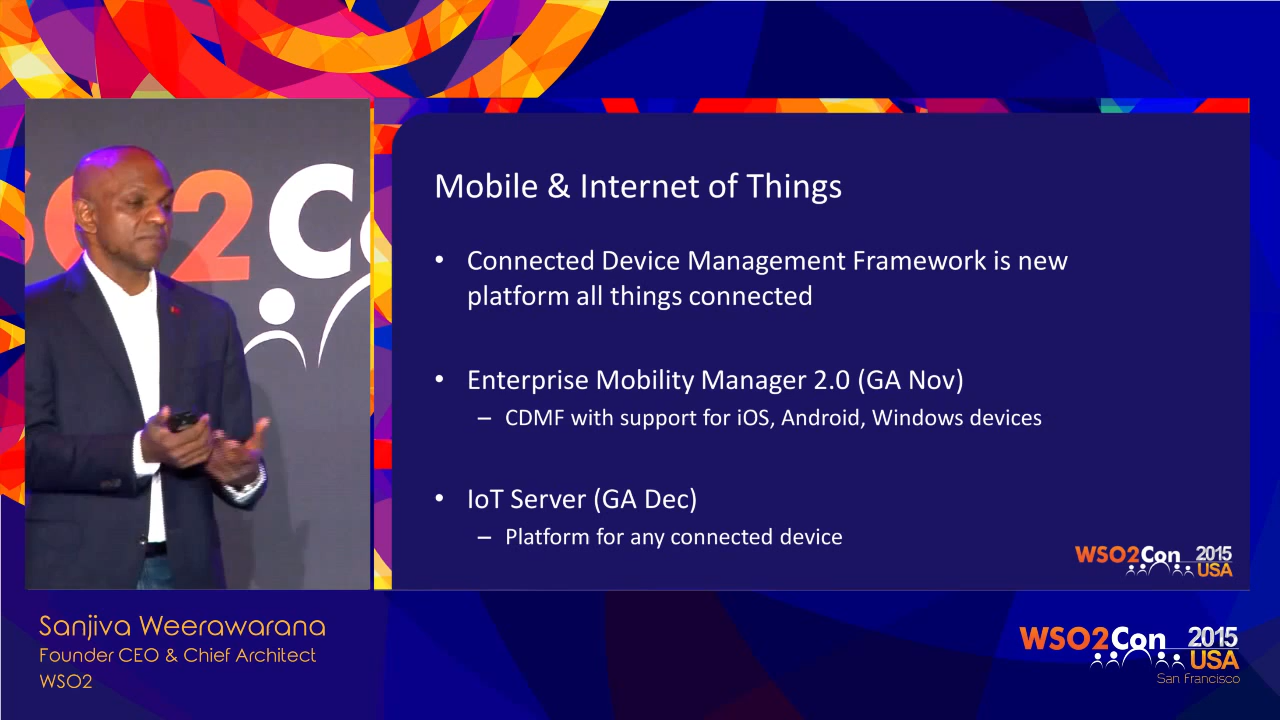 SO2Co
Mobile & Internet of Things
• Connected Device Management Framework is new
platform all things connected
• Enterprise Mobility Manager 2.0 (GA Nov)
– CDMF with support for iOS, Android, Windows devices
• IoT Server (GA Dec)
– Platform for any connected device
WSO2Con 2015
USA
Sanjiva Weerawarana
Founder CEO & Chief Architect
WSO2
WSO2Con 2015
USA
San Francisco